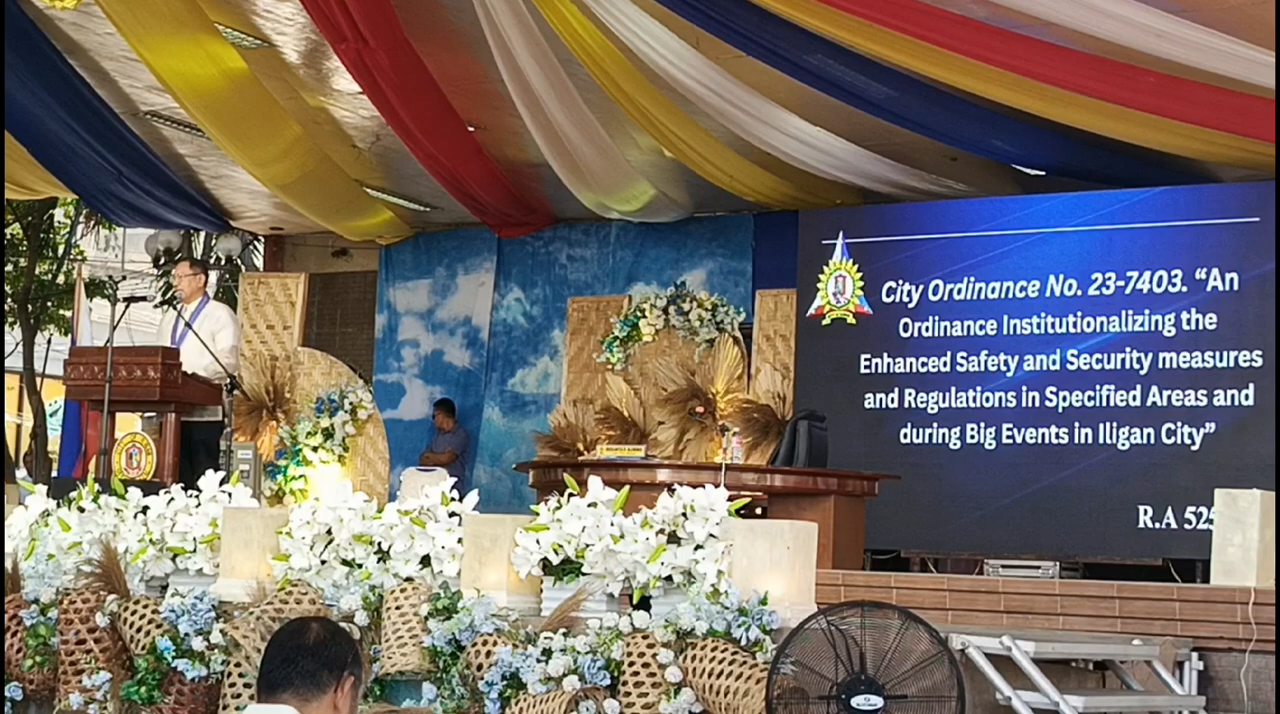 City Ordinance No. 23-7403. “An
Ordinance Institutionalizing the
Enhanced Safety and Security measures
and Regulations in Specified Areas and
during Big Events in Iligan City”
R.A 525